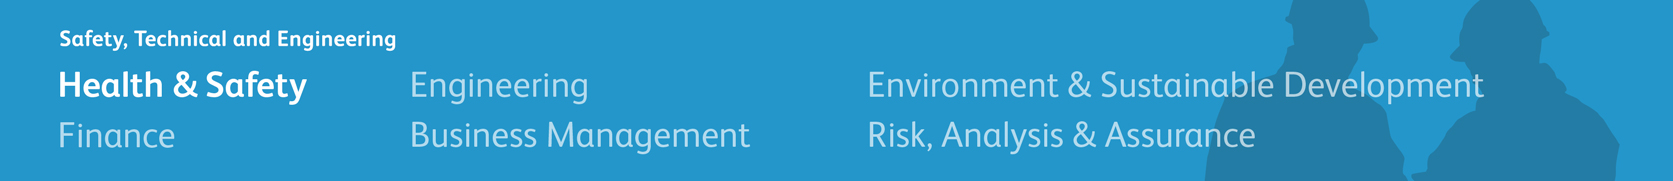 Safety, Technical and Engineering
Health & Safety
Engineering
Environment & Sustainable Development
Finance
Business Management
Risk, Analysis & Assurance